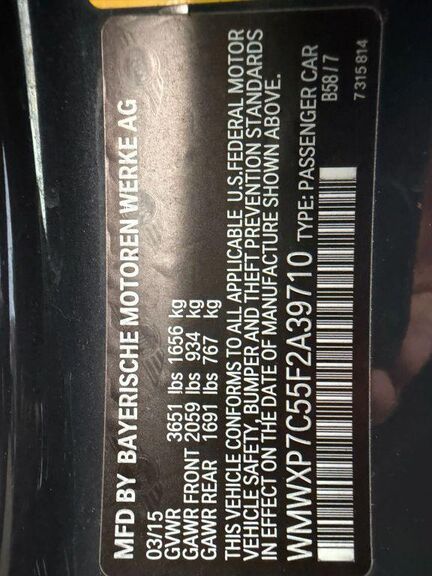 MFD BY BAYERISCHE MOTOREN WERKE AG
03/15
GVWR 3651 lbs 1656 kg
GAWR FRONT 2059 lbs 934 kg
GAWR REAR 1691 lbs 767 kg
THIS VEHICLE CONFORMS TO ALL APPLICABLE U.S.FEDERAL MOTOR
VEHICLE SAFETY, BUMPER AND THEFT PREVENTION STANDARDS
IN EFFECT ON THE DATE OF MANUFACTURE SHOWN ABOVE.
WMWXP7C55F2A39710 TYPE: PASSENGER CAR
B58/7
7315814